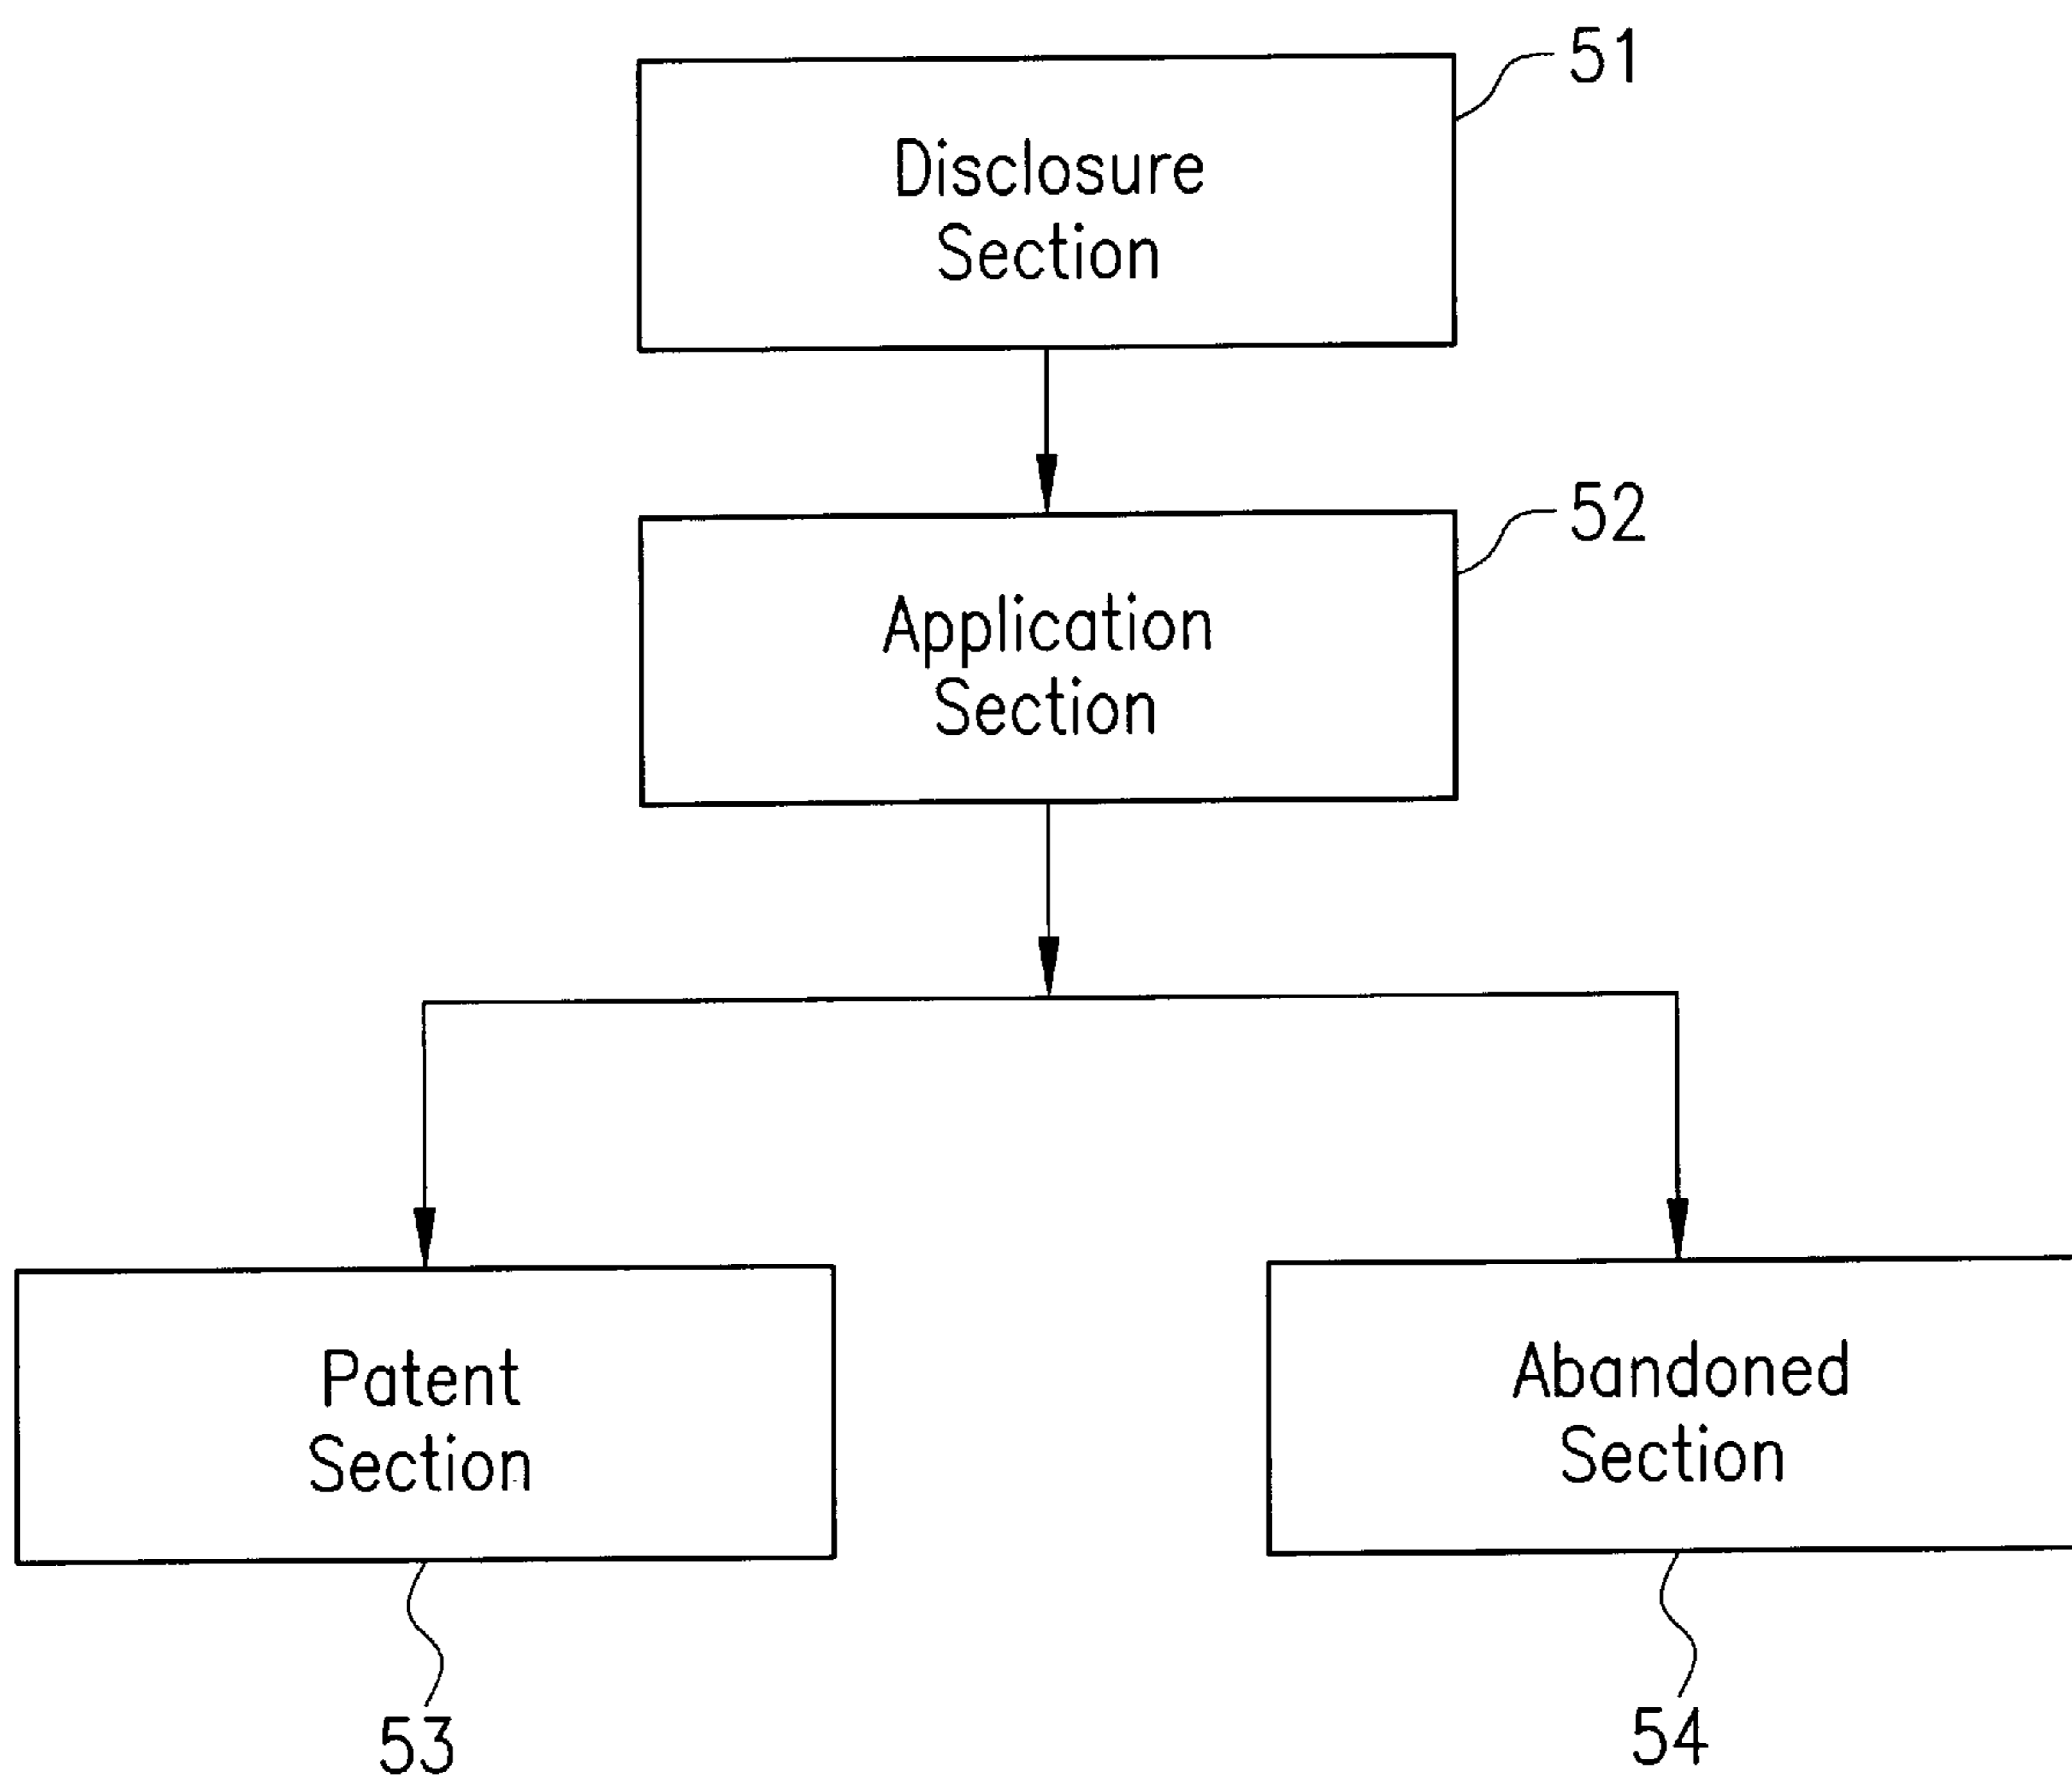 51
Disclosure
Section
52
Application
Section
Patent
Section
Abandoned
Section
53
54